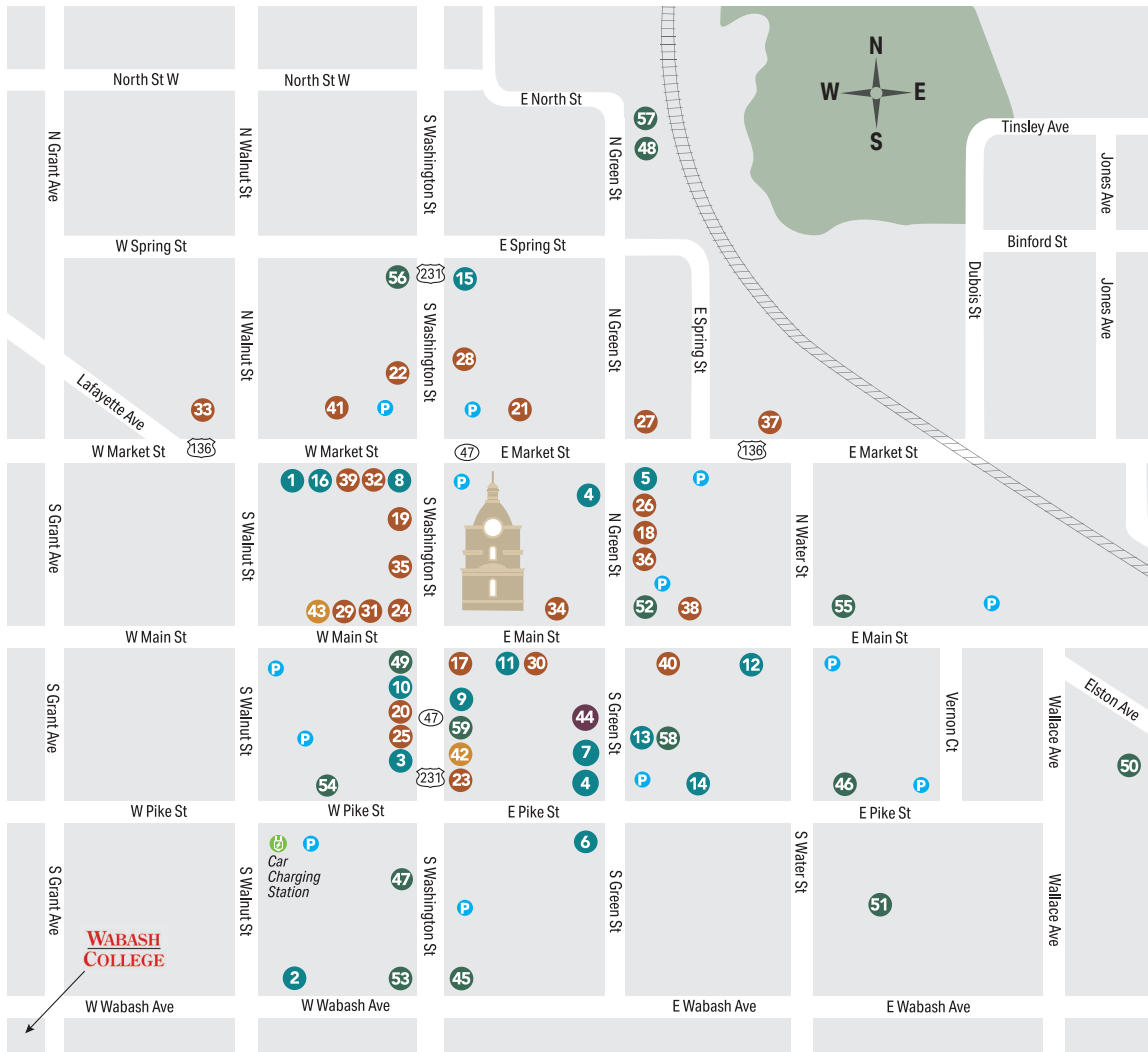 N
W E
S
North St W
North St W
E North St
57
Tinsley Ave
48
N Grant Ave
N Walnut St
S Washington St
N Green St
Jones Ave
W Spring St
E Spring St
Binford St
56
231
15
Dubois St
Jones Ave
N Walnut St
S Washington St
N Green St
E Spring St
28
22
Lafayette Ave
33
41
P
P
21
27
37
136
W Market St
W Market St
47
E Market St
136
E Market St
1
16
39
32
8
P
4
5
P
26
19
18
S Grant Ave
S Walnut St
S Washington St
N Green St
N Water St
36
35
P
43
29
31
24
34
52
38
55
P
W Main St
W Main St
E Main St
E Main St
P
49
17
11
30
40
12
P
10
9
20
47
59
44
S Grant Ave
S Walnut St
S Green St
Vernon Ct
Wallace Ave
Elston Ave
P
25
13
58
3
42
7
50
54
231
23
4
P
14
46
P
W Pike St
W Pike St
E Pike St
E Pike St
P
6
Car
Charging
Station
47
S Grant Ave
S Walnut St
S Washington St
S Green St
S Water St
Wallace Ave
P
51
WABASH
COLLEGE
2
53
45
W Wabash Ave
W Wabash Ave
E Wabash Ave
E Wabash Ave